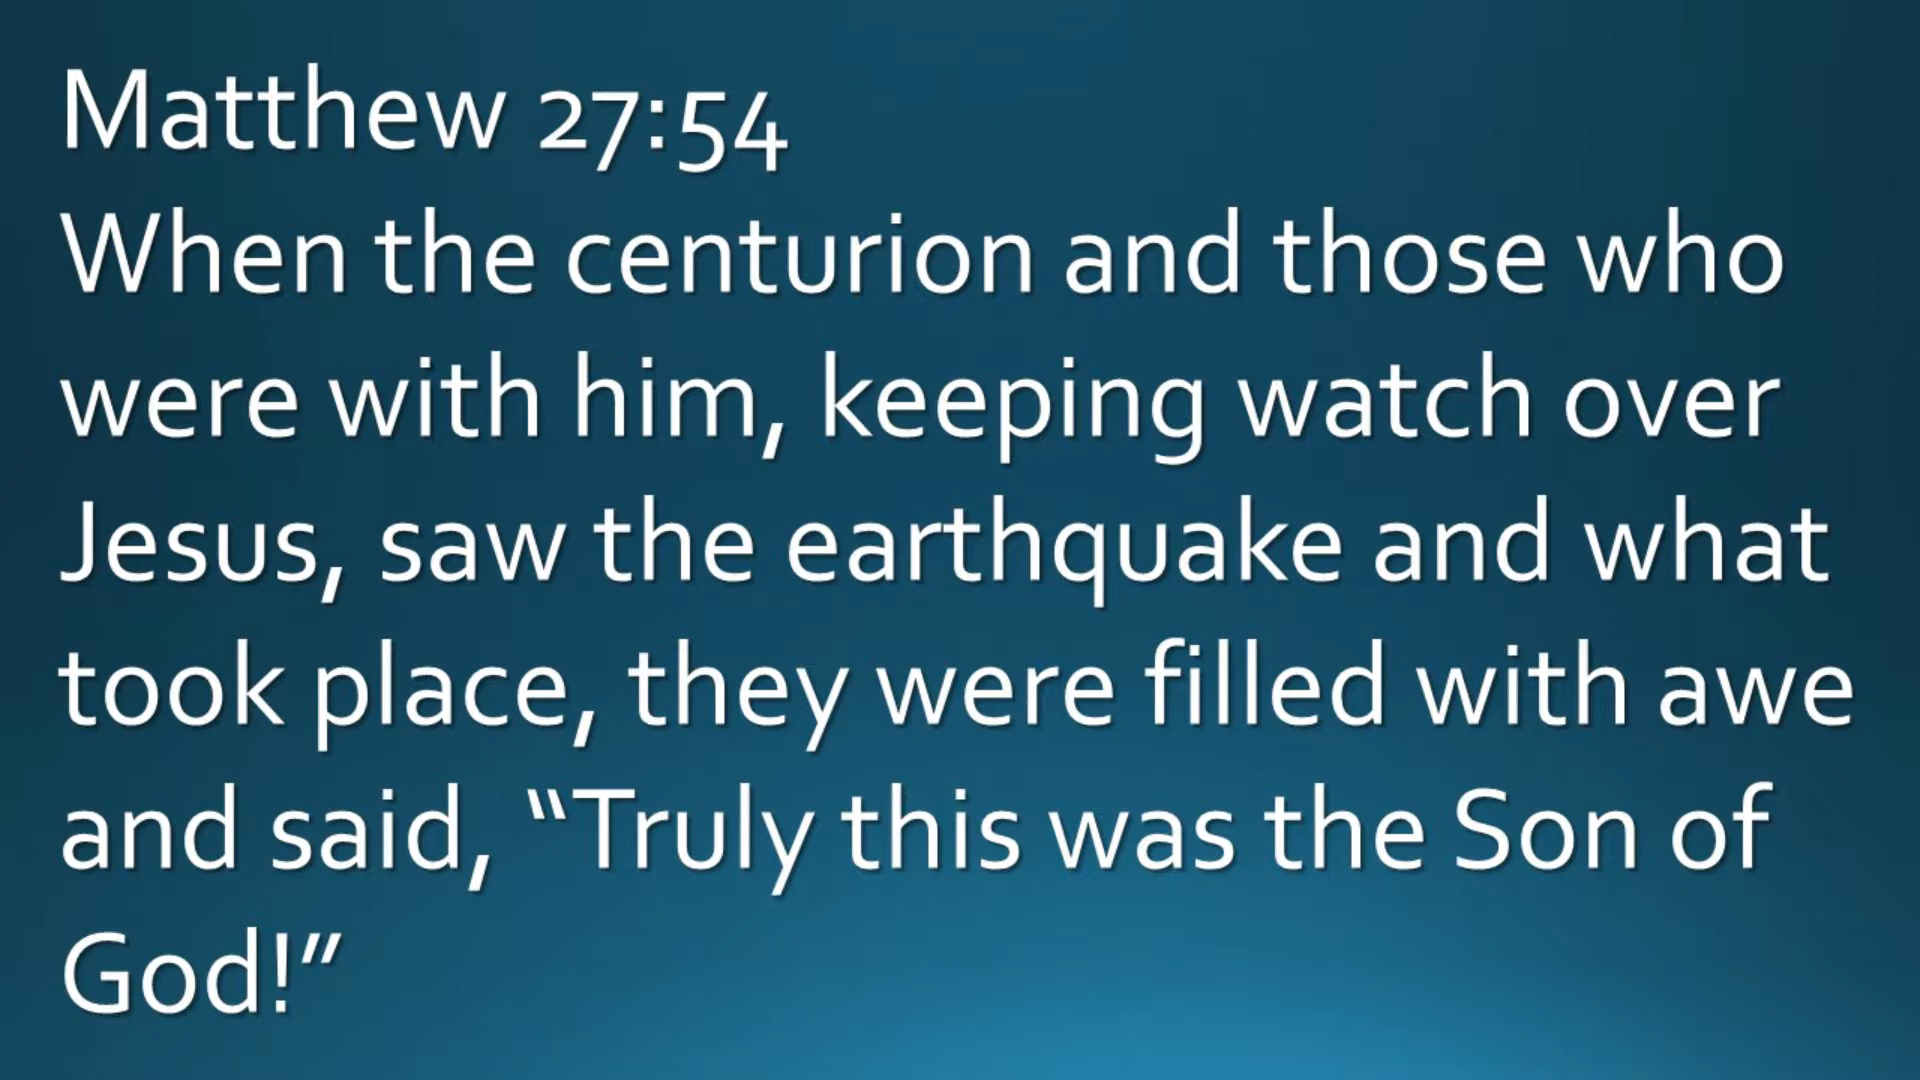 Matthew 27:54
When the centurion and those who
were with him, keeping watch over
Jesus, saw the earthquake and what
took place, they were filled with awe
and said, “Truly this was the Son of
God!”